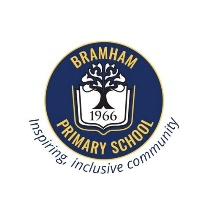 BRAMHAM
1966
PRIMARY SCHOOL
Inspiring, inclusive community